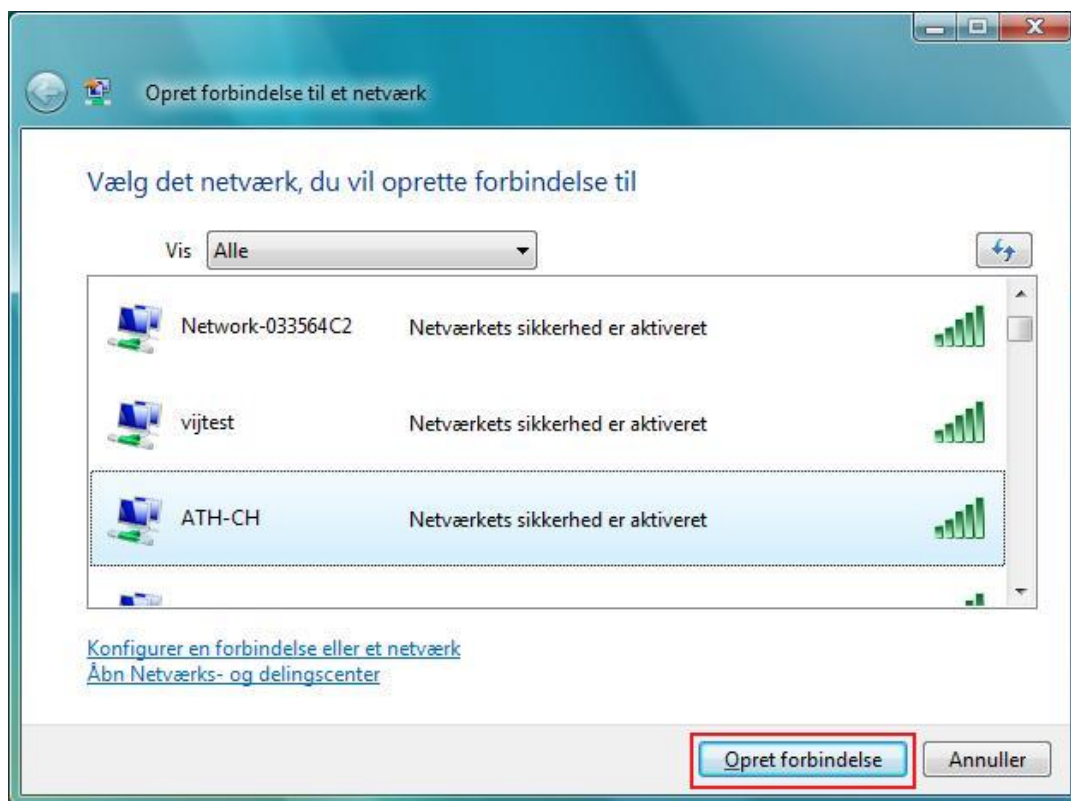 Opret forbindelse til et netværk
Vælg det netværk, du vil oprette forbindelse til
Vis Alle
Network-033564C2 Netværkets sikkerhed er aktiveret
vijtest Netværkets sikkerhed er aktiveret
ATH-CH Netværkets sikkerhed er aktiveret
Konfigurer en forbindelse eller et netværk
Åbn Netværks- og delingscenter
Opret forbindelse Annuller